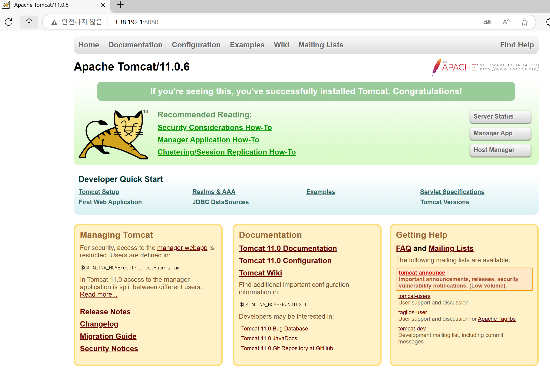 Apache Tomcat/11.0.6
안전하지 않음
:8080
Home Documentation Configuration Examples Wiki Mailing Lists Find Help
Apache Tomcat/11.0.6
APACHE
If you're seeing this, you've successfully installed Tomcat. Congratulations!
TM
Recommended Reading:
Security Considerations How-To
Manager Application How-To
Clustering/Session Replication How-To
Server Status
Manager App
Host Manager
Developer Quick Start
Tomcat Setup
First Web Application
Realms & AAA
JDBC DataSources
Examples
Servlet Specifications
Tomcat Versions
Managing Tomcat
For security, access to the manager webapp is
restricted. Users are defined in:
In Tomcat 11.0 access to the manager
application is split between different users.
Read more...
Release Notes
Changelog
Migration Guide
Security Notices
Documentation
Tomcat 11.0 Documentation
Tomcat 11.0 Configuration
Tomcat Wiki
Find additional important configuration
information in:
Developers may be interested in:
Tomcat 11.0 Bug Database
Tomcat 11.0 JavaDocs
Tomcat 11.0 Git Repository at GitHub
Getting Help
FAQ and Mailing Lists
The following mailing lists are available:
tomcat-announce
Important announcements, releases, security
vulnerability notifications. (Low volume).
tomcat-users
User support and discussion
taglibs-user
User support and discussion for Apache Taglibs
tomcat-dev
Development mailing list, including commit
messages